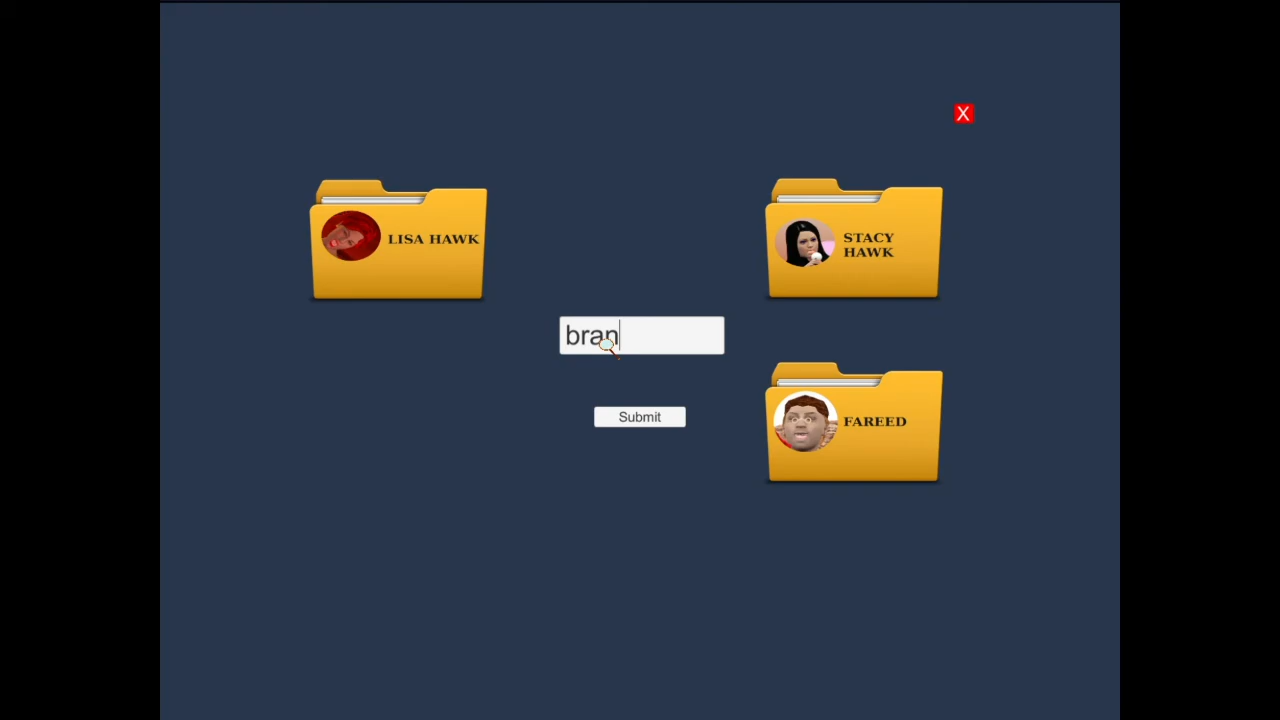 X
LISA HAWK
STACY
HAWK
bran
Submit
FAREED